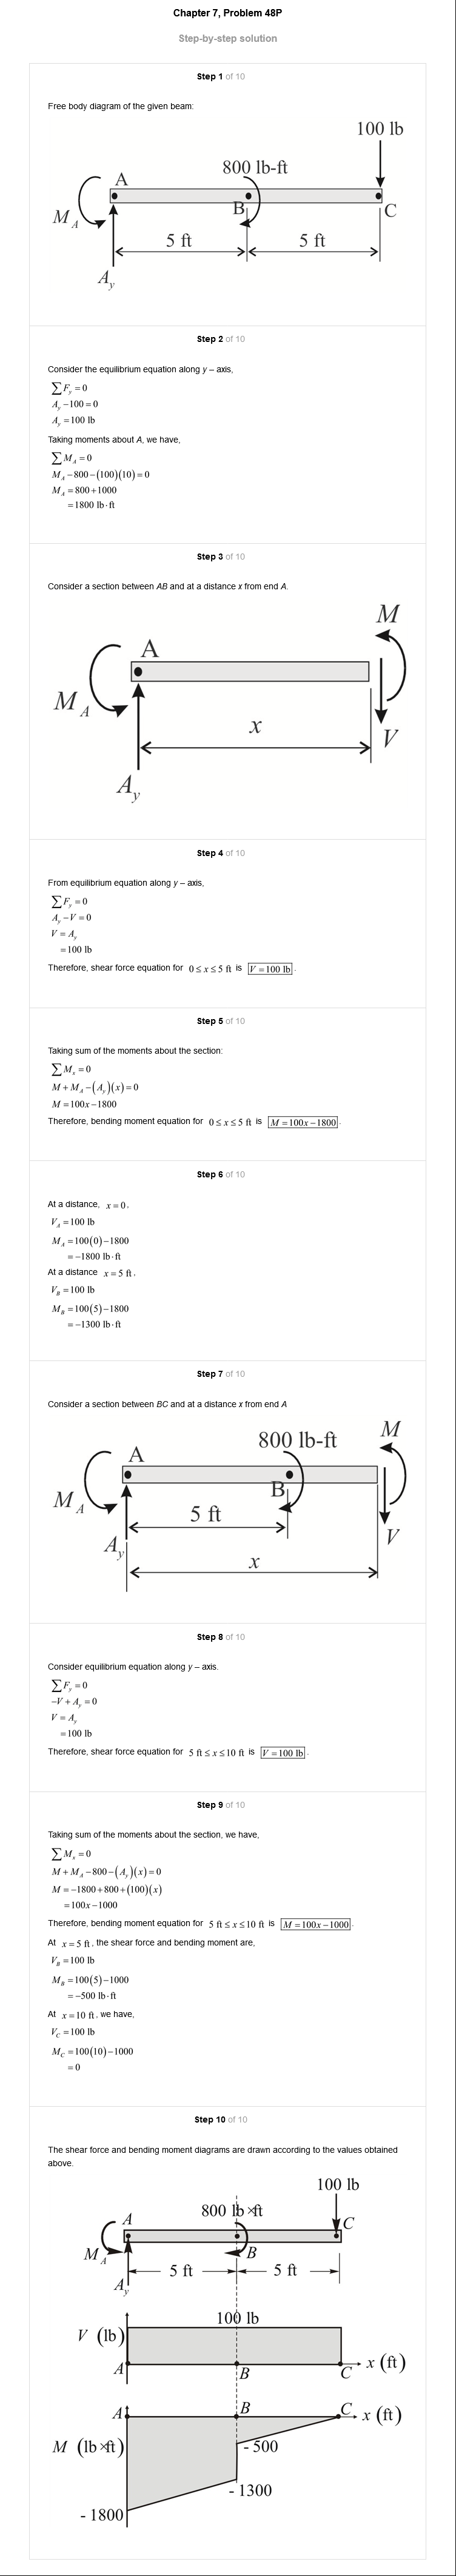 Chapter 7, Problem 48P
Step-by-step solution
Step 1 of 10
Free body diagram of the given beam:
100 lb
800 lb-ft
A
B
C
M_A
5 ft
5 ft
A_y
Step 2 of 10
Consider the equilibrium equation along y – axis,
∑F_y = 0
A_y −100 = 0
A_y = 100 lb
Taking moments about A, we have,
∑M_A = 0
M_A −800−(100)(10) = 0
M_A = 800+1000
= 1800 lb·ft
Step 3 of 10
Consider a section between AB and at a distance x from end A.
M
A
M_A
x
V
A_y
Step 4 of 10
From equilibrium equation along y – axis,
∑F_y = 0
A_y −V = 0
V = A_y
= 100 lb
Therefore, shear force equation for 0 ≤ x ≤ 5 ft is V = 100 lb.
Step 5 of 10
Taking sum of the moments about the section:
∑M_x = 0
M + M_A −(A_y)(x) = 0
M = 100x −1800
Therefore, bending moment equation for 0 ≤ x ≤ 5 ft is M = 100x −1800.
Step 6 of 10
At a distance, x = 0,
V_A = 100 lb
M_A = 100(0)−1800
= −1800 lb·ft
At a distance x = 5 ft,
V_B = 100 lb
M_B = 100(5)−1800
= −1300 lb·ft
Step 7 of 10
Consider a section between BC and at a distance x from end A
M
800 lb-ft
A
B
M_A
5 ft
V
A_y
x
Step 8 of 10
Consider equilibrium equation along y – axis.
∑F_y = 0
−V + A_y = 0
V = A_y
= 100 lb
Therefore, shear force equation for 5 ft ≤ x ≤ 10 ft is V = 100 lb.
Step 9 of 10
Taking sum of the moments about the section, we have,
∑M_x = 0
M + M_A −800−(A_y)(x) = 0
M = −1800+800+(100)(x)
= 100x −1000
Therefore, bending moment equation for 5 ft ≤ x ≤ 10 ft is M = 100x −1000.
At x = 5 ft, the shear force and bending moment are,
V_B = 100 lb
M_B = 100(5)−1000
= −500 lb·ft
At x = 10 ft, we have,
V_C = 100 lb
M_C = 100(10)−1000
= 0
Step 10 of 10
The shear force and bending moment diagrams are drawn according to the values obtained
above.
100 lb
800 lb×ft
A
C
M_A
B
5 ft
5 ft
A_y
100 lb
V (lb)
A
B
C
x (ft)
A
B
C
x (ft)
M (lb×ft)
- 500
- 1300
- 1800